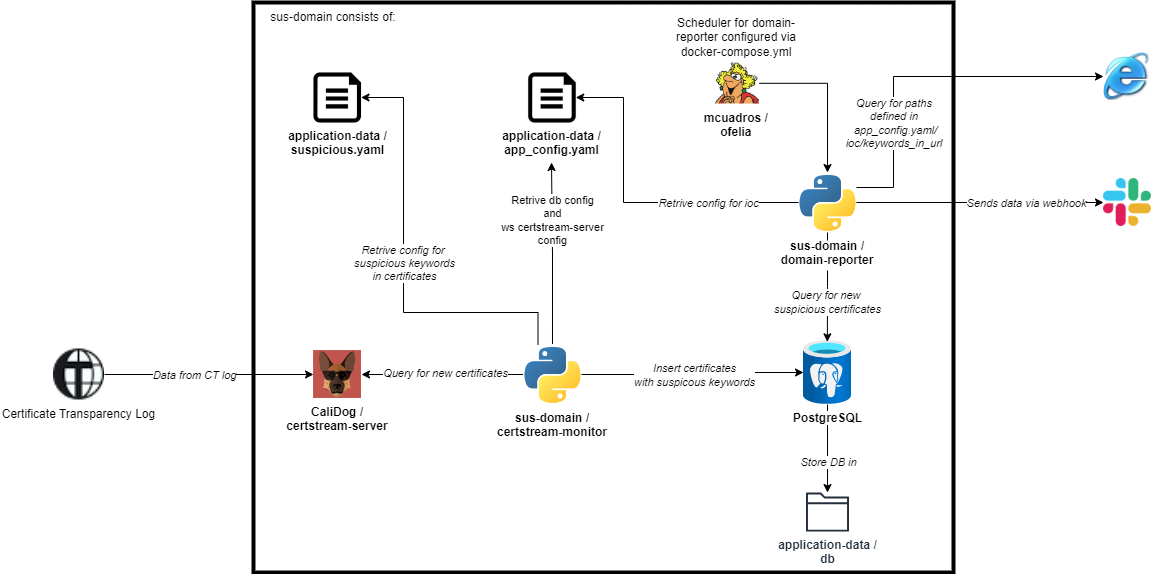 sus-domain consists of:
Scheduler for domain-
reporter configured via
docker-compose.yml
mcuadros /
ofelia
application-data /
suspicious.yaml
application-data /
app_config.yaml
Query for paths
defined in
app_config.yaml/
ioc/keywords_in_url
Retrive db config
and
ws certstream-server
config
Retrive config for ioc
Sends data via webhook
sus-domain /
domain-reporter
Retrive config for
suspicious keywords
in certificates
Query for new
suspicious certificates
Data from CT log
Certificate Transparency Log
CaliDog /
certstream-server
Query for new certificates
sus-domain /
certstream-monitor
Insert certificates
with suspicous keywords
PostgreSQL
Store DB in
application-data /
db